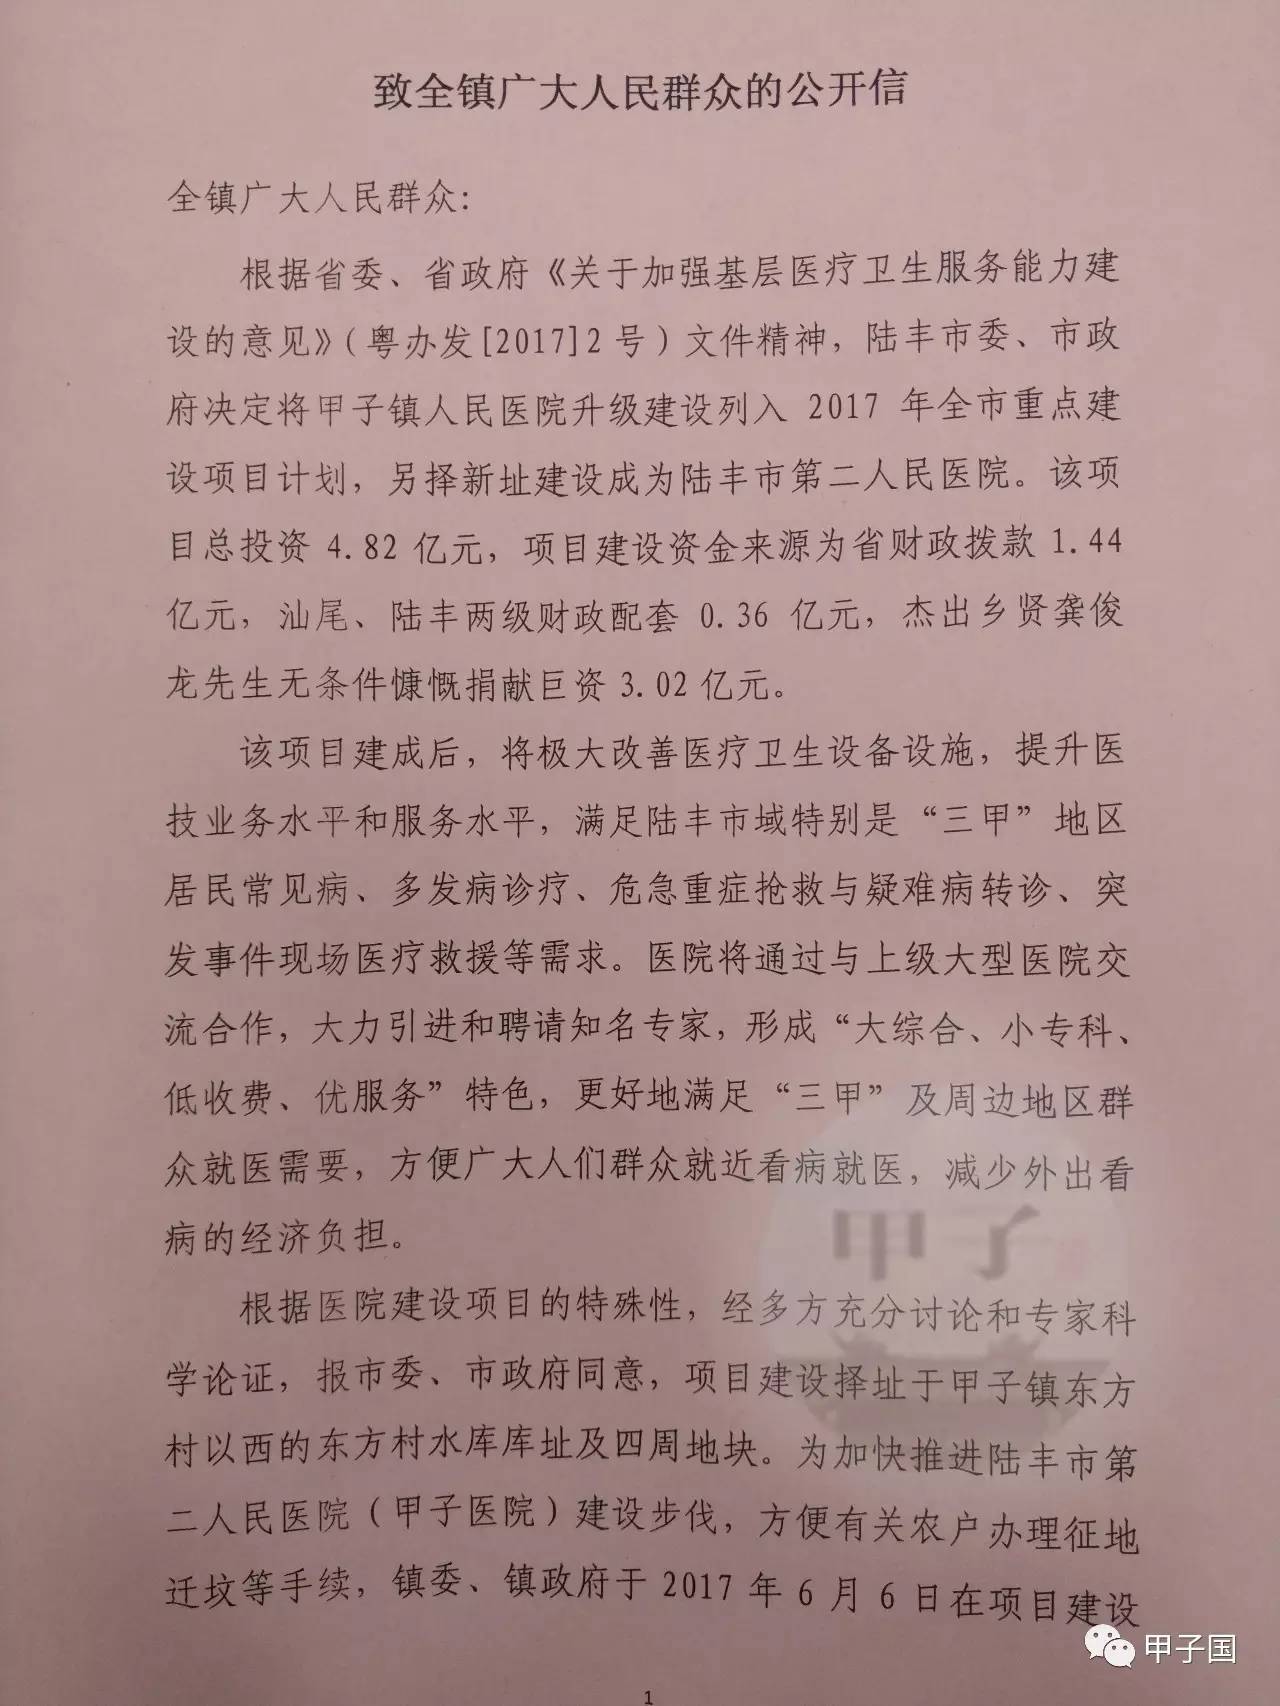 致全镇广大人民群众的公开信
全镇广大人民群众：
根据省委、省政府《关于加强基层医疗卫生服务能力建
设的意见》（粤办发[2017]2号）文件精神，陆丰市委、市政
府决定将甲子镇人民医院升级建设列入 2017 年全市重点建
设项目计划，另择新址建设成为陆丰市第二人民医院。该项
目总投资 4.82 亿元，项目建设资金来源为省财政拨款 1.44
亿元，汕尾、陆丰两级财政配套 0.36 亿元，杰出乡贤龚俊
龙先生无条件慷慨捐献巨资 3.02 亿元。
该项目建成后，将极大改善医疗卫生设备设施，提升医
技业务水平和服务水平，满足陆丰市域特别是“三甲”地区
居民常见病、多发病诊疗、危急重症抢救与疑难病转诊、突
发事件现场医疗救援等需求。医院将通过与上级大型医院交
流合作，大力引进和聘请知名专家，形成“大综合、小专科、
低收费、优服务”特色，更好地满足“三甲”及周边地区群
众就医需要，方便广大人们群众就近看病就医，减少外出看
病的经济负担。
甲子
根据医院建设项目的特殊性，经多方充分讨论和专家科
学论证，报市委、市政府同意，项目建设择址于甲子镇东方
村以西的东方村水库库址及四周地块。为加快推进陆丰市第
二人民医院（甲子医院）建设步伐，方便有关农户办理征地
迁坟等手续，镇委、镇政府于 2017 年 6 月 6 日在项目建设
甲子国
1